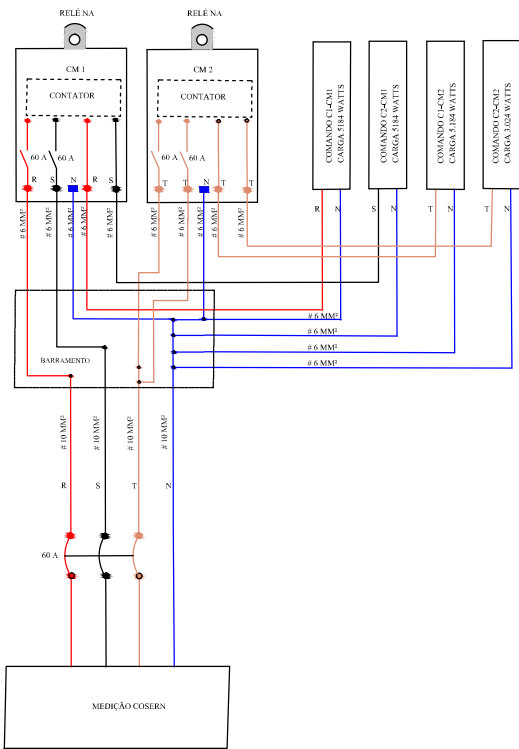 RELÉ NA
RELÉ NA
CM 1
CM 2
CONTATOR
CONTATOR
60 A
60 A
60 A
60 A
R
S
N
R
S
T
T
N
T
T
# 6 MM²
# 6 MM²
# 6 MM²
# 6 MM²
# 6 MM²
# 6 MM²
# 6 MM²
# 6 MM²
# 6 MM²
# 6 MM²
COMANDO C1-CM1
CARGA 5184 WATTS
COMANDO C2-CM1
CARGA 5184 WATTS
COMANDO C1-CM2
CARGA 5.184 WATTS
COMANDO C2-CM2
CARGA 3.024 WATTS
R
N
S
N
T
N
T
N
# 6 MM²
# 6 MM²
# 6 MM²
# 6 MM²
BARRAMENTO
# 10 MM²
# 10 MM²
# 10 MM²
# 10 MM²
R
S
T
N
60 A
MEDIÇÃO COSERN